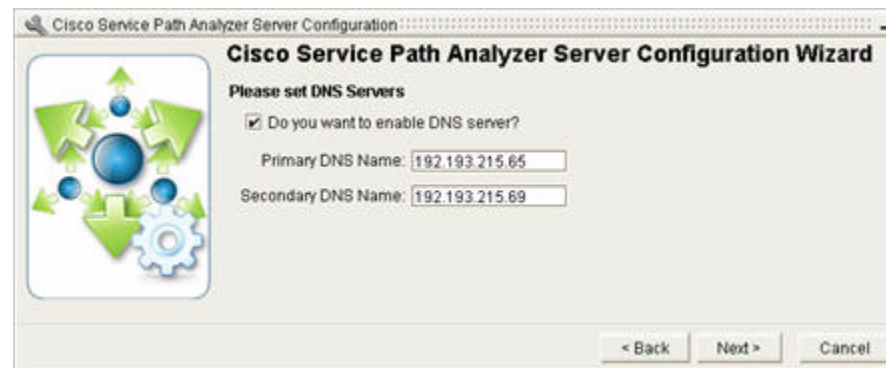 Cisco Service Path Analyzer Server Configuration
Cisco Service Path Analyzer Server Configuration Wizard
Please set DNS Servers
Do you want to enable DNS server?
Primary DNS Name: 192.193.215.65
Secondary DNS Name: 192.193.215.69
< Back Next > Cancel